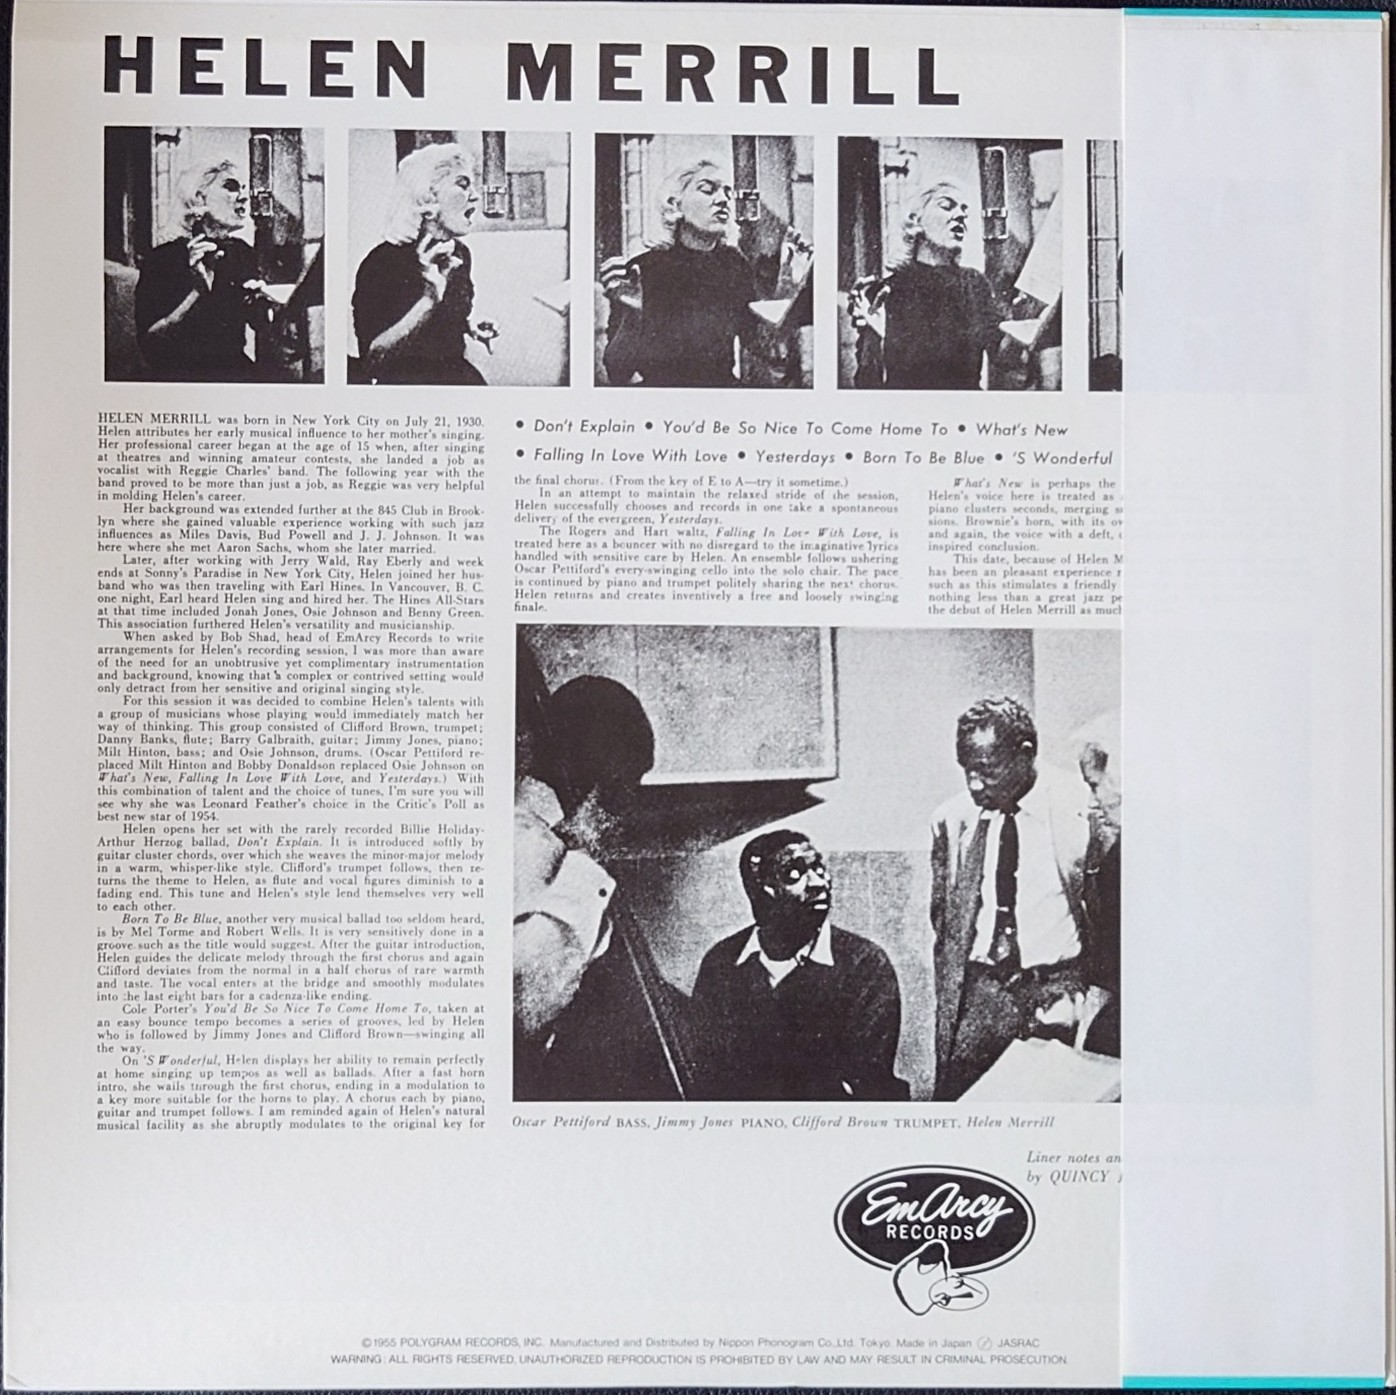 HELEN MERRILL
HELEN MERRILL was born in New York City on July 21, 1930.
Helen attributes her early musical influence to her mother's singing.
Her professional career began at the age of 15 when, after singing
at theatres and winning amateur contests, she landed a job as
vocalist with Reggie Charles' band. The following year with the
band proved to be more than just a job, as Reggie was very helpful
in molding Helen's career.
Her background was extended further at the 845 Club in Brook-
lyn where she gained valuable experience working with such jazz
influences as Miles Davis, Bud Powell and J. J. Johnson. It was
here where she met Aaron Sachs, whom she later married.
Later, after working with Jerry Wald, Ray Eberly and week
ends at Sonny's Paradise in New York City, Helen joined her hus-
band who was then traveling with Earl Hines. In Vancouver, B. C.
one night, Earl heard Helen sing and hired her. The Hines All-Stars
at that time included Jonah Jones, Osie Johnson and Benny Green.
This association furthered Helen's versatility and musicianship.
When asked by Bob Shad, head of EmArcy Records to write
arrangements for Helen's recording session, I was more than aware
of the need for an unobtrusive yet complimentary instrumentation
and background, knowing that a complex or contrived setting would
only detract from her sensitive and original singing style.
For this session it was decided to combine Helen's talents with
a group of musicians whose playing would immediately match her
way of thinking. This group consisted of Clifford Brown, trumpet;
Danny Banks, flute; Barry Galbraith, guitar; Jimmy Jones, piano;
Milt Hinton, bass; and Osie Johnson, drums. (Oscar Pettiford re-
placed Milt Hinton and Bobby Donaldson replaced Osie Johnson on
What's New, Falling In Love With Love, and Yesterdays.) With
this combination of talent and the choice of tunes, I'm sure you will
see why she was Leonard Feather's choice in the Critic's Poll as
best new star of 1954.
Helen opens her set with the rarely recorded Billie Holiday-
Arthur Herzog ballad, Don't Explain. It is introduced softly by
guitar cluster chords, over which she weaves the minor-major melody
in a warm, whisper-like style. Clifford's trumpet follows, then re-
turns the theme to Helen, as flute and vocal figures diminish to a
fading end. This tune and Helen's style lend themselves very well
to each other.
Born To Be Blue, another very musical ballad too seldom heard,
is by Mel Torme and Robert Wells. It is very sensitively done in a
groove such as the title would suggest. After the guitar introduction,
Helen guides the delicate melody through the first chorus and again
Clifford deviates from the normal in a half chorus of rare warmth
and taste. The vocal enters at the bridge and smoothly modulates
into the last eight bars for a cadenza-like ending.
Cole Porter's You'd Be So Nice To Come Home To, taken at
an easy bounce tempo becomes a series of grooves, led by Helen
who is followed by Jimmy Jones and Clifford Brown—swinging all
the way.
On 'S Wonderful, Helen displays her ability to remain perfectly
at home singing up tempos as well as ballads. After a fast horn
intro, she wails through the first chorus, ending in a modulation to
a key more suitable for the horns to play. A chorus each by piano,
guitar and trumpet follows. I am reminded again of Helen's natural
musical facility as she abruptly modulates to the original key for
• Don't Explain • You'd Be So Nice To Come Home To • What's New
• Falling In Love With Love • Yesterdays • Born To Be Blue • 'S Wonderful
the final chorus. (From the key of E to A—try it sometime.)
In an attempt to maintain the relaxed stride of the session,
Helen successfully chooses and records in one take a spontaneous
delivery of the evergreen, Yesterdays.
The Rogers and Hart waltz, Falling In Love With Love, is
treated here as a bouncer with no disregard to the imaginative lyrics
handled with sensitive care by Helen. An ensemble follows ushering
Oscar Pettiford's every-swinging cello into the solo chair. The pace
is continued by piano and trumpet politely sharing the next chorus.
Helen returns and creates inventively a free and loosely swinging
finale.
What's New is perhaps the
Helen's voice here is treated as
piano clusters seconds, merging
sions. Brownie's horn, with its
and again, the voice with a deft,
inspired conclusion.
This date, because of Helen M
has been an pleasant experience
such as this stimulates a friendly
nothing less than a great jazz
the debut of Helen Merrill as much
Oscar Pettiford BASS, Jimmy Jones PIANO, Clifford Brown TRUMPET, Helen Merrill
Liner notes an
by QUINCY
EmArcy
RECORDS
©1955 POLYGRAM RECORDS, INC. Manufactured and Distributed by Nippon Phonogram Co.,Ltd. Tokyo. Made in Japan JASRAC
WARNING: ALL RIGHTS RESERVED, UNAUTHORIZED REPRODUCTION IS PROHIBITED BY LAW AND MAY RESULT IN CRIMINAL PROSECUTION.